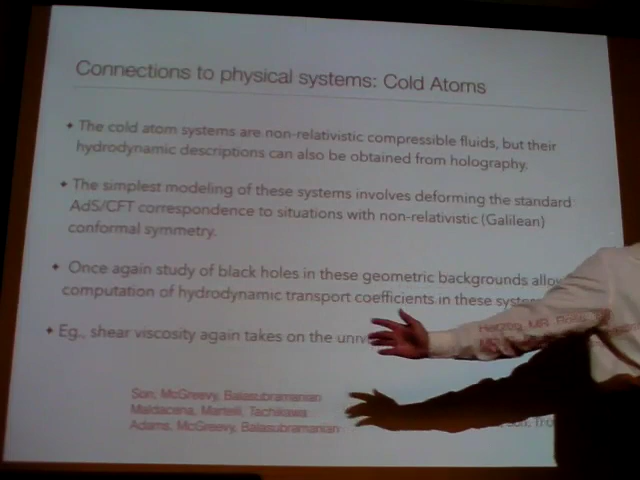 Connections to physical systems: Cold Atoms
✦ The cold atom systems are non-relativistic compressible fluids, but their
hydrodynamic descriptions can also be obtained from holography.
✦ The simplest modeling of these systems involves deforming the standard
AdS/CFT correspondence to situations with non-relativistic (Galilean)
conformal symmetry.
✦ Once again study of black holes in these geometric backgrounds allow
computation of hydrodynamic transport coefficients in these syste
✦ Eg., shear viscosity again takes on the univ
Herzog, MR, Ross,
Son, McGreevy, Balasubramanian
Maldacena, Martelli, Tachikawa
Adams, McGreevy, Balasubramanian